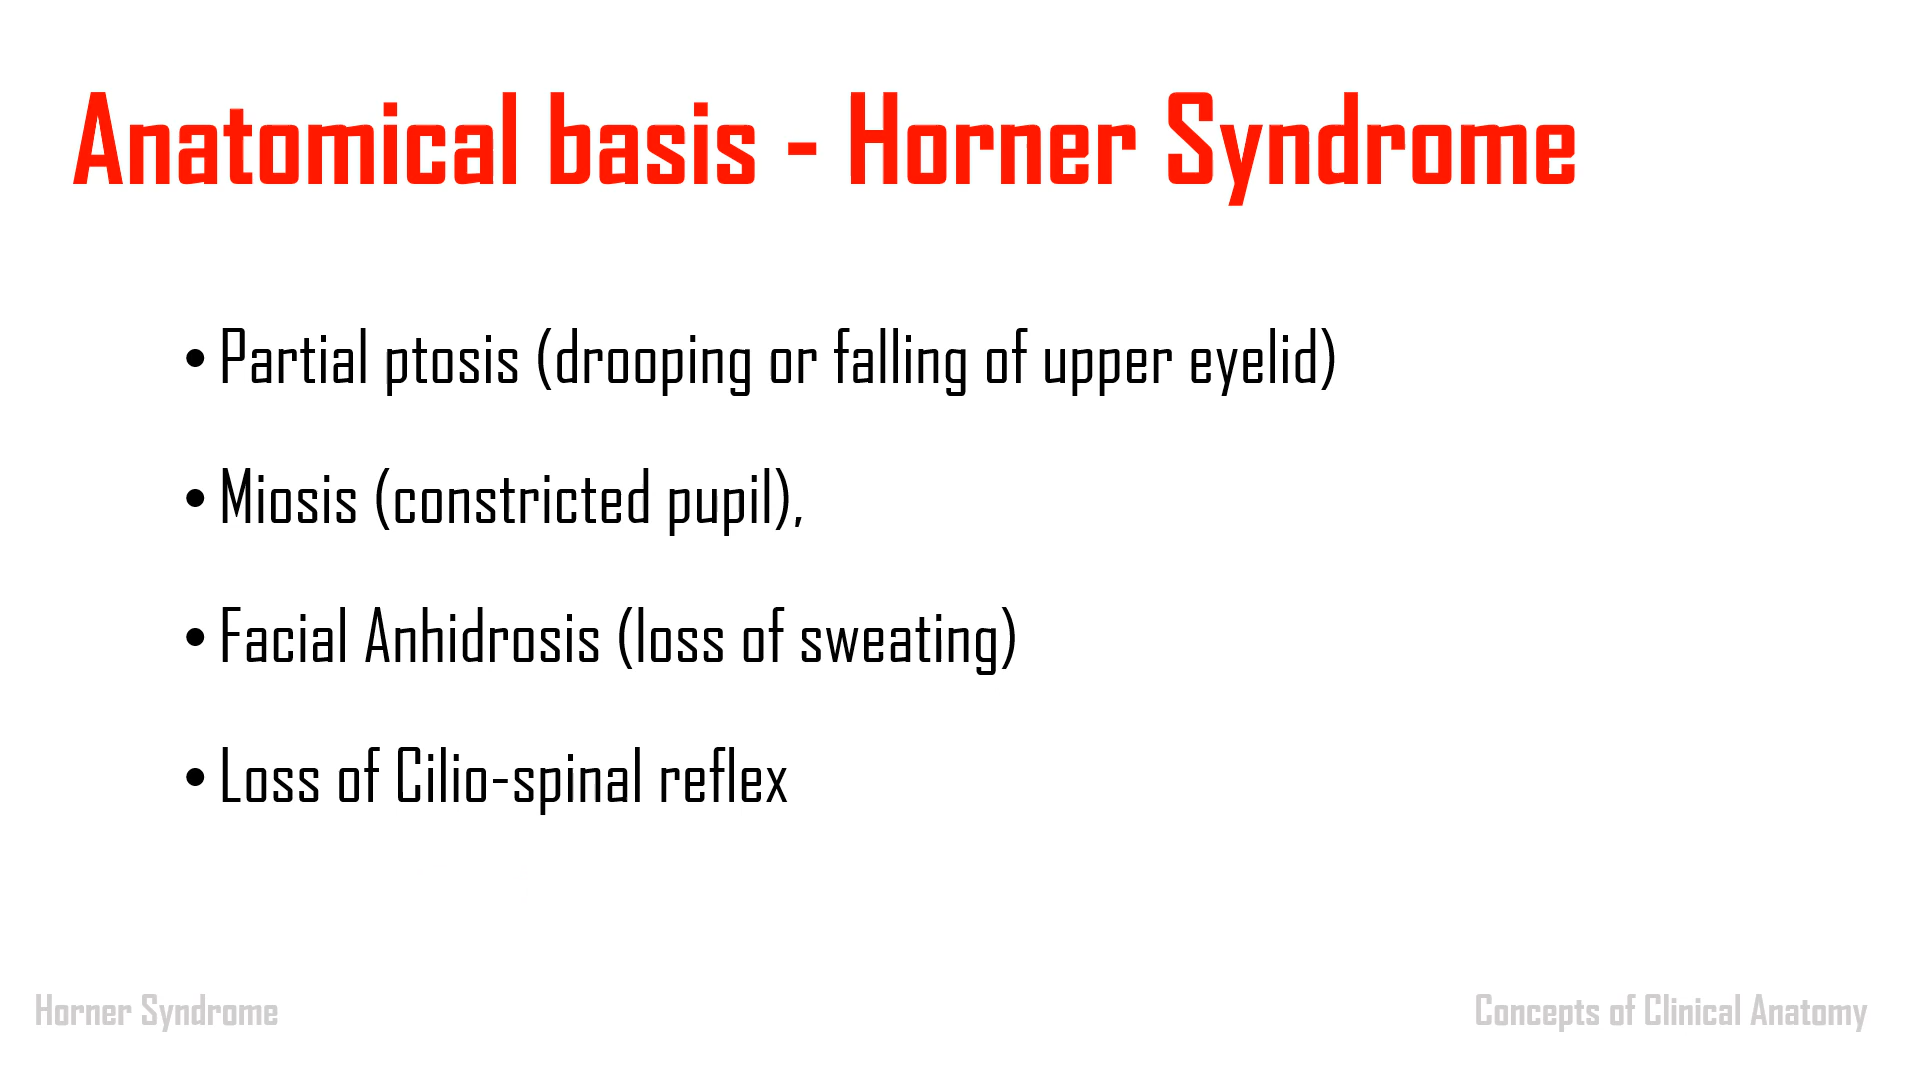 Anatomical basis - Horner Syndrome
• Partial ptosis (drooping or falling of upper eyelid)
• Miosis (constricted pupil),
• Facial Anhidrosis (loss of sweating)
• Loss of Cilio-spinal reflex
Horner Syndrome
Concepts of Clinical Anatomy